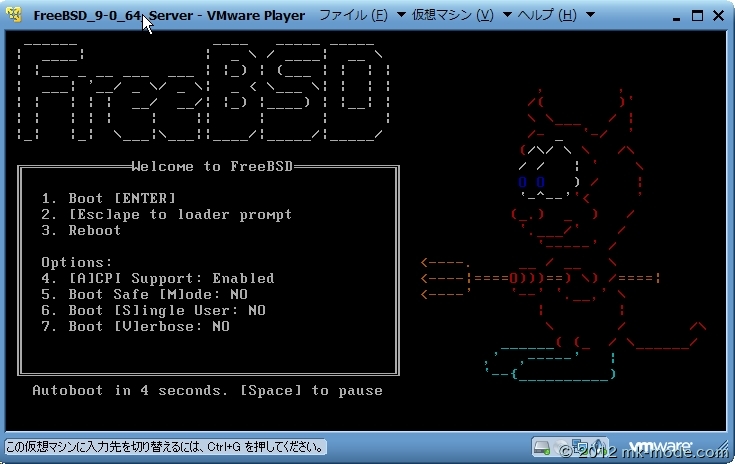 FreeBSD_9-0_64_Server - VMware Player ファイル (F) 仮想マシン (V) ヘルプ (H)
FreeBSD
Welcome to FreeBSD
1. Boot [ENTER]
2. [Esc]ape to loader prompt
3. Reboot
Options:
4. [A]CPI Support: Enabled
5. Boot Safe [M]ode: NO
6. Boot [S]ingle User: NO
7. Boot [V]erbose: NO
Autoboot in 4 seconds. [Space] to pause
この仮想マシンに入力先を切り替えるには、Ctrl+G を押してください。
vmware
© 2012 mk-mode.com